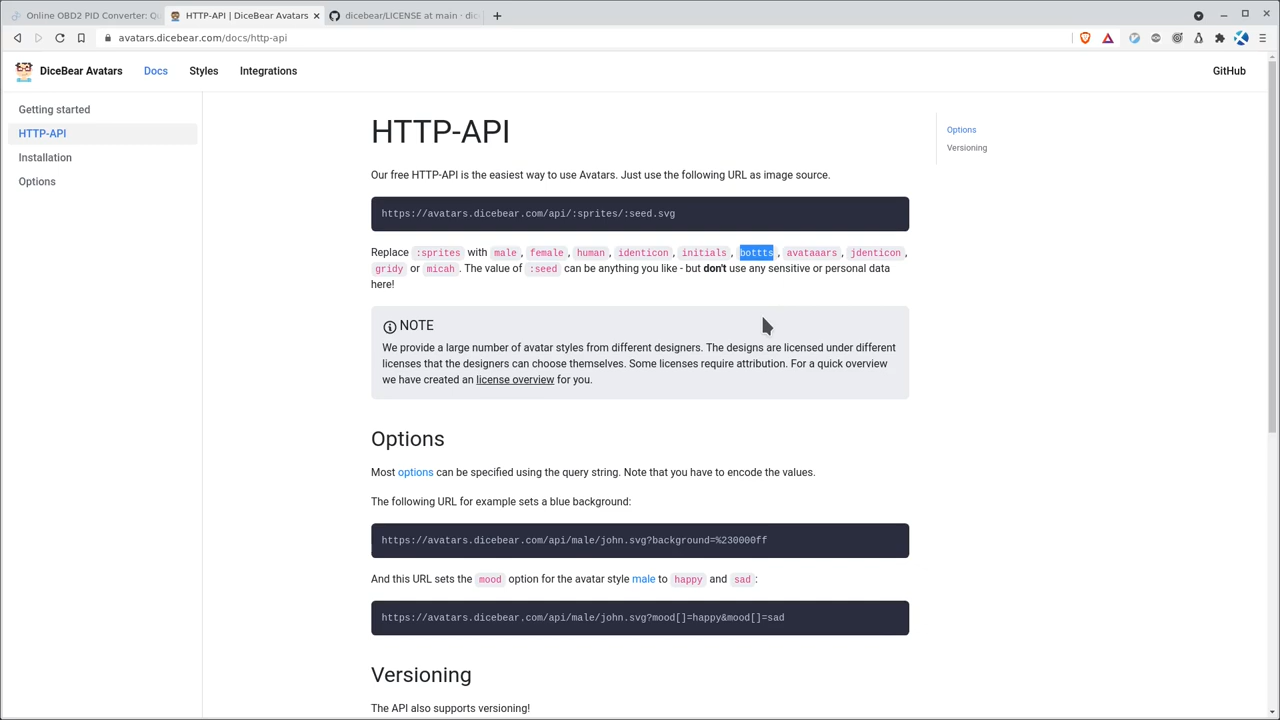 Online OBD2 PID Converter: O
HTTP-API | DiceBear Avatars
dicebear/LICENSE at main · dic
avatars.dicebear.com/docs/http-api
DiceBear Avatars
Docs
Styles
Integrations
GitHub
Getting started
HTTP-API
Installation
Options
HTTP-API
Options
Versioning
Our free HTTP-API is the easiest way to use Avatars. Just use the following URL as image source.
https://avatars.dicebear.com/api/:sprites/:seed.svg
Replace :sprites with male, female, human, identicon, initials, bottts, avataaars, jdenticon,
gridy or micah. The value of :seed can be anything you like - but don't use any sensitive or personal data
here!
NOTE
We provide a large number of avatar styles from different designers. The designs are licensed under different
licenses that the designers can choose themselves. Some licenses require attribution. For a quick overview
we have created an license overview for you.
Options
Most options can be specified using the query string. Note that you have to encode the values.
The following URL for example sets a blue background:
https://avatars.dicebear.com/api/male/john.svg?background=%230000ff
And this URL sets the mood option for the avatar style male to happy and sad:
https://avatars.dicebear.com/api/male/john.svg?mood[]=happy&mood[]=sad
Versioning
The API also supports versioning!